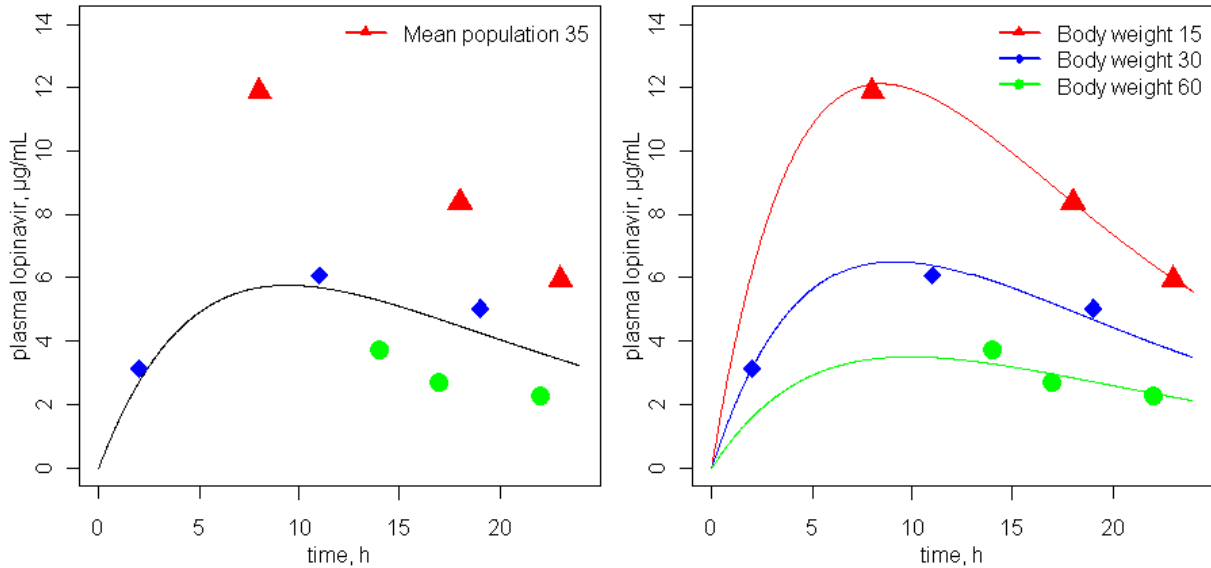 14
12
10
8
6
4
2
0
plasma lopinavir, µg/mL
Mean population 35
0 5 10 15 20
time, h
14
12
10
8
6
4
2
0
plasma lopinavir, µg/mL
Body weight 15
Body weight 30
Body weight 60
0 5 10 15 20
time, h